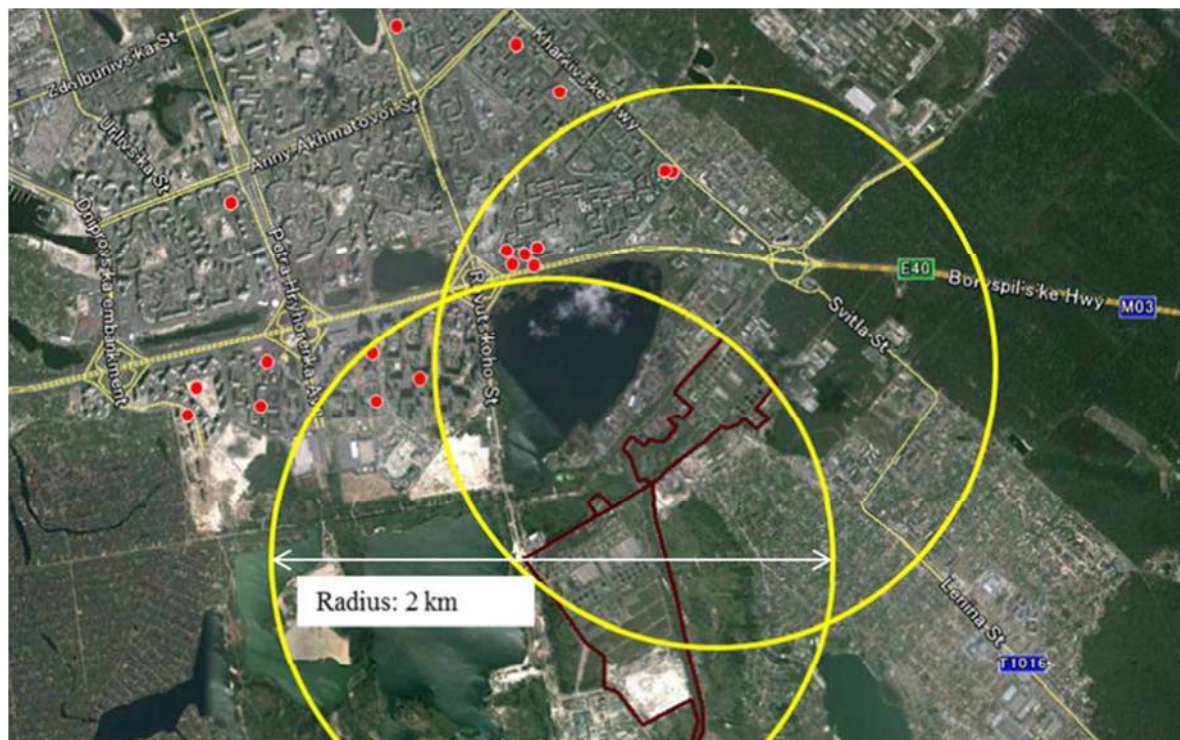 Zdolbunivs'ka St
Kharkivs'ke Hwy
Urlivs'ka St
Anny Akhmatovoi St
Dniprovs'ka embankment
Petra Hryhorenka Av...
Revuts'koho St
E40
Boryspil's'ke Hwy
M03
Svitla St
Radius: 2 km
Lenina St
T1016